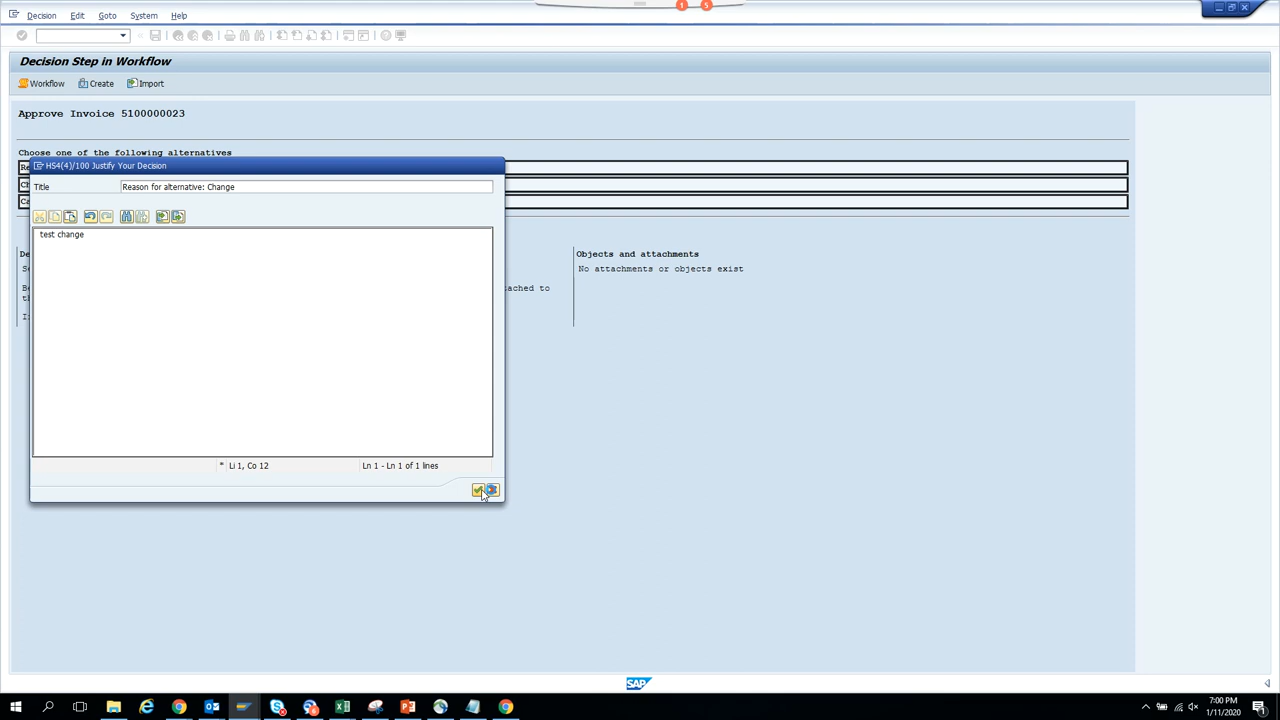 Decision Edit Goto System Help
1 5
Decision Step in Workflow
Workflow Create Import
Approve Invoice 5100000023
Choose one of the following alternatives
HS4(4)/100 Justify Your Decision
Title Reason for alternative: Change
test change
* Li 1, Co 12 Ln 1 - Ln 1 of 1 lines
Objects and attachments
No attachments or objects exist
ached to
SAP
7:00 PM
1/11/2020